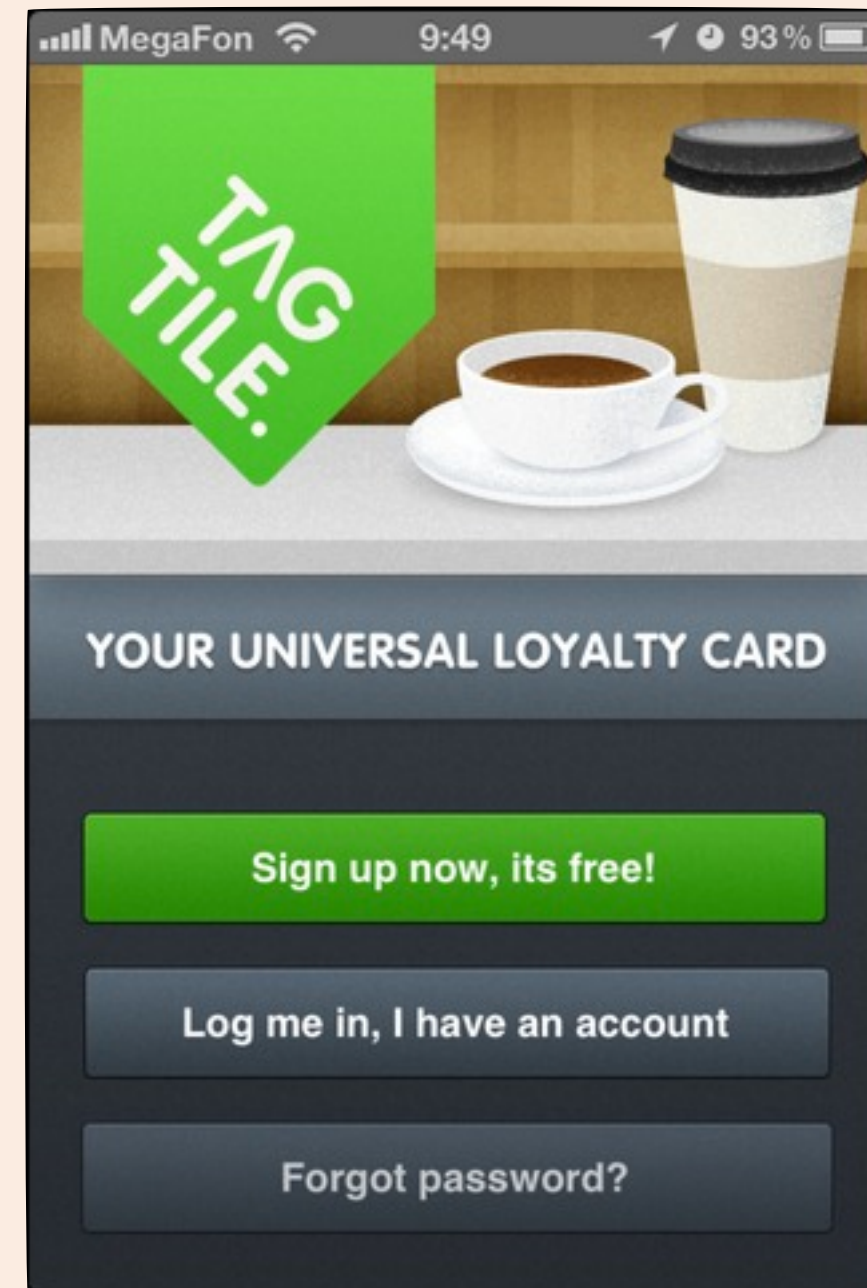 MegaFon 9:49 93%
TAG
TILE.
YOUR UNIVERSAL LOYALTY CARD
Sign up now, its free!
Log me in, I have an account
Forgot password?